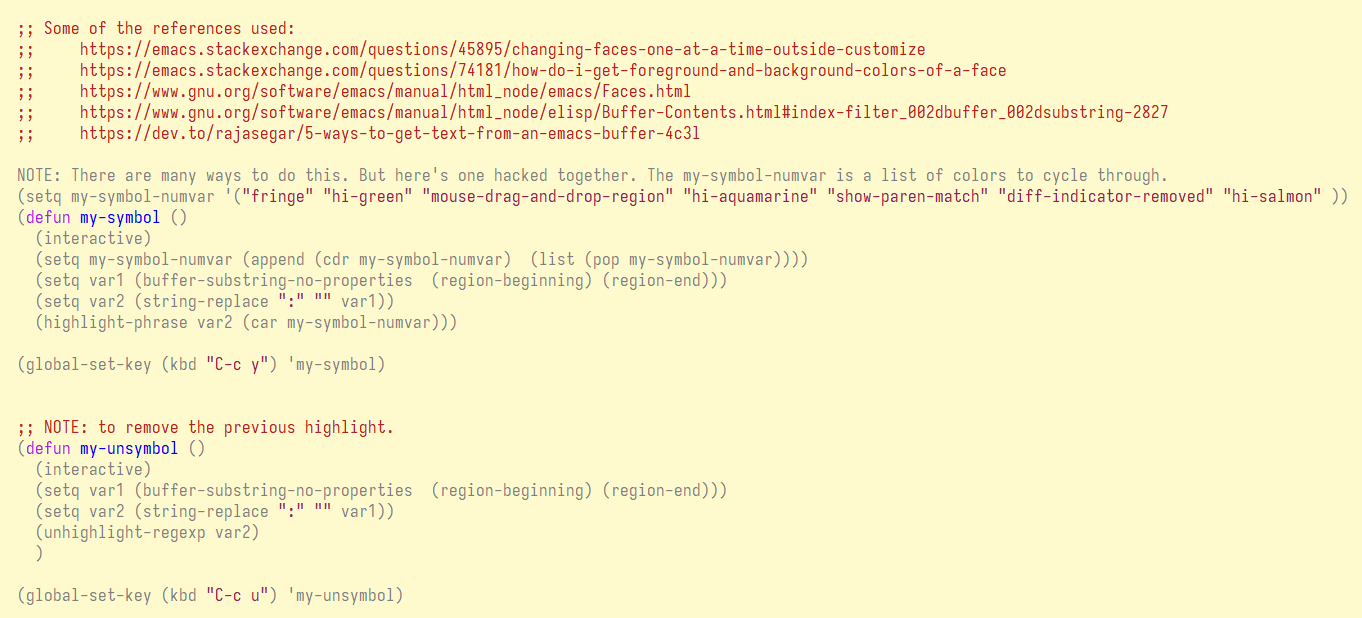 ;; Some of the references used:
;;     https://emacs.stackexchange.com/questions/45895/changing-faces-one-at-a-time-outside-customize
;;     https://emacs.stackexchange.com/questions/74181/how-do-i-get-foreground-and-background-colors-of-a-face
;;     https://www.gnu.org/software/emacs/manual/html_node/emacs/Faces.html
;;     https://www.gnu.org/software/emacs/manual/html_node/elisp/Buffer-Contents.html#index-filter_002dbuffer_002dsubstring-2827
;;     https://dev.to/rajasegar/5-ways-to-get-text-from-an-emacs-buffer-4c3l

NOTE: There are many ways to do this. But here's one hacked together. The my-symbol-numvar is a list of colors to cycle through.
(setq my-symbol-numvar '("fringe" "hi-green" "mouse-drag-and-drop-region" "hi-aquamarine" "show-paren-match" "diff-indicator-removed" "hi-salmon" ))
(defun my-symbol ()
  (interactive)
  (setq my-symbol-numvar (append (cdr my-symbol-numvar)  (list (pop my-symbol-numvar))))
  (setq var1 (buffer-substring-no-properties  (region-beginning) (region-end)))
  (setq var2 (string-replace ":" "" var1))
  (highlight-phrase var2 (car my-symbol-numvar)))

(global-set-key (kbd "C-c y") 'my-symbol)


;; NOTE: to remove the previous highlight.
(defun my-unsymbol ()
  (interactive)
  (setq var1 (buffer-substring-no-properties  (region-beginning) (region-end)))
  (setq var2 (string-replace ":" "" var1))
  (unhighlight-regexp var2)
  )

(global-set-key (kbd "C-c u") 'my-unsymbol)